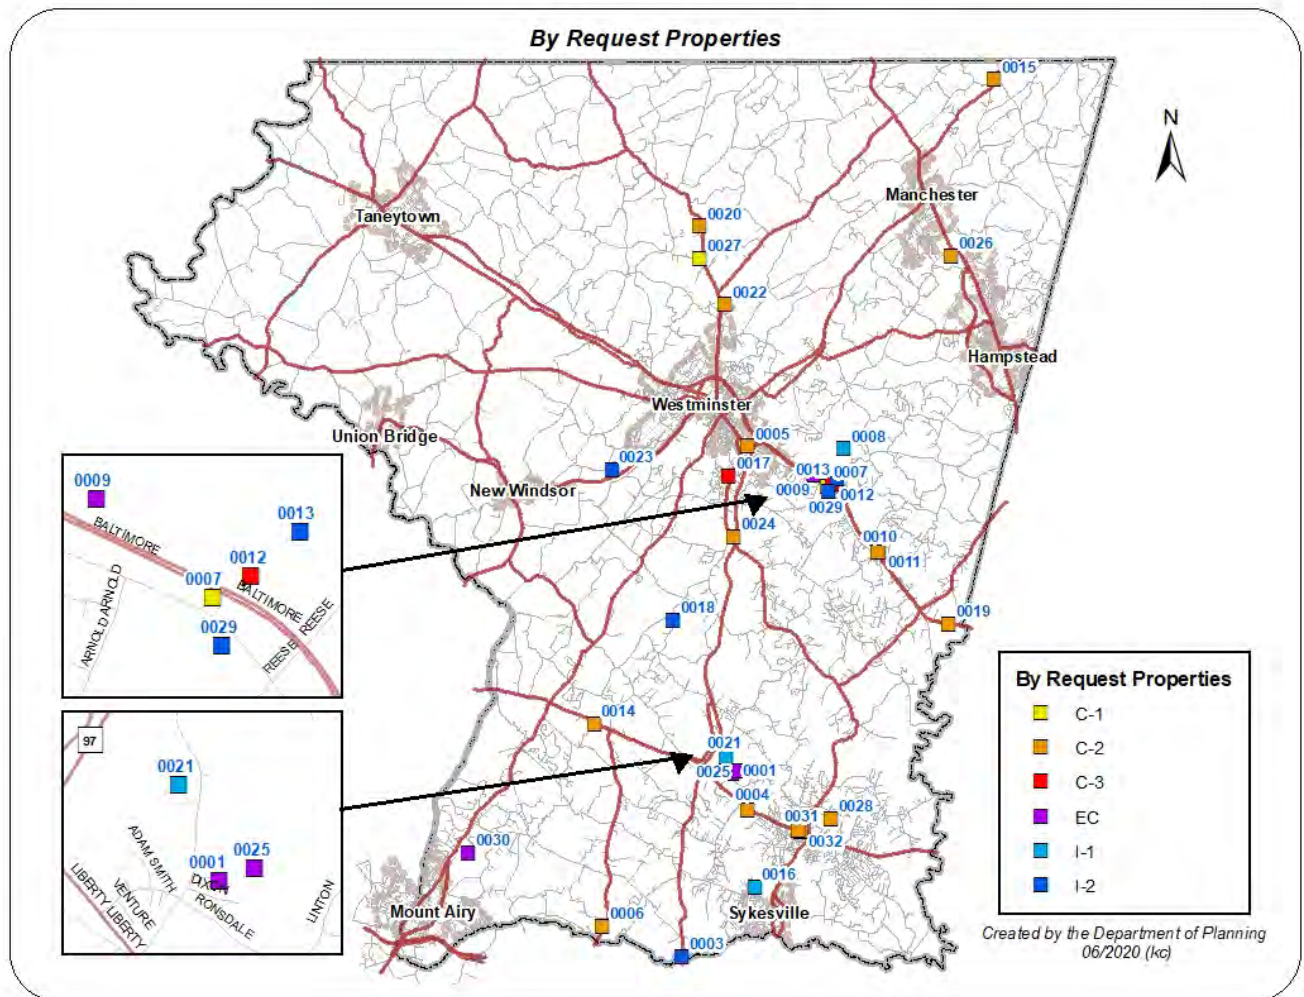 By Request Properties
N
0015
Manchester
Taneytown
0020
0027
0026
0022
Hampstead
Westminster
Union Bridge
0005
0008
0023
0017
0013
0007
New Windsor
0009
0012
0029
0024
0010
0011
0018
0019
0014
0021
0025
0001
0004
0028
0031
0032
0030
0016
Mount Airy
Sykesville
0006
0003
0009
BALTIMORE
0013
0012
0007
BALTIMORE
ARNOLD ARNOLD
REESE REESE
0029
97
0021
ADAM SMITH
0001
0025
DIXON
RONSDALE
VENTURE
LINTON
LIBERTY LIBERTY
By Request Properties
C-1
C-2
C-3
EC
I-1
I-2
Created by the Department of Planning
06/2020 (kc)